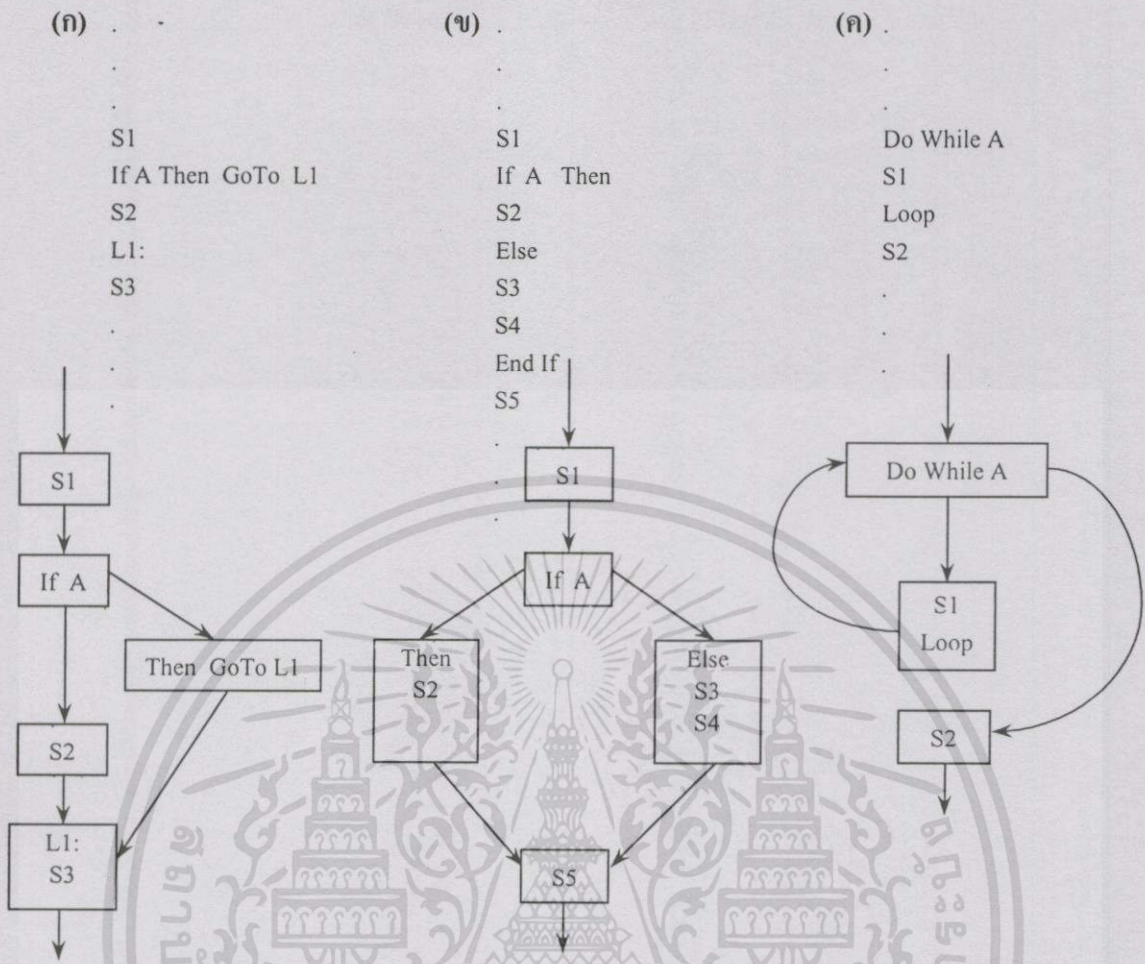 (ก)
.
.
.
S1
If A Then GoTo L1
S2
L1:
S3
.
.
(ข)
.
.
.
S1
If A Then
S2
Else
S3
S4
End If
S5
.
.
.
(ค)
.
.
.
Do While A
S1
Loop
S2
.
.
.
S1
If A
Then GoTo L1
S2
L1:
S3
S1
If A
Then
S2
Else
S3
S4
S5
Do While A
S1
Loop
S2